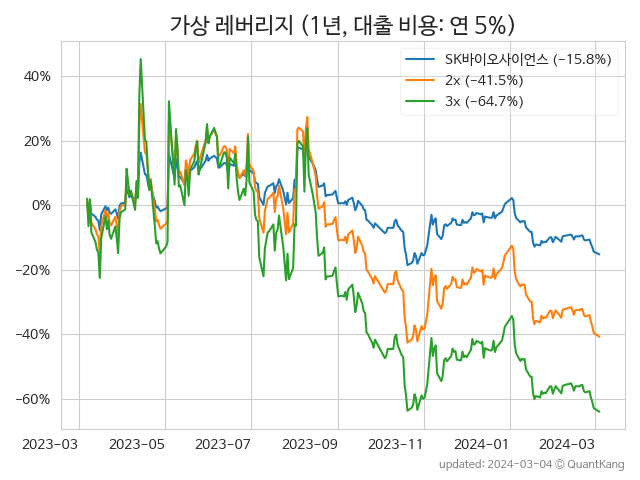 가상 레버리지 (1년, 대출 비용: 연 5%)
SK바이오사이언스 (−15.8%)
2x (−41.5%)
3x (−64.7%)
40%
20%
0%
−20%
−40%
−60%
2023−03 2023−05 2023−07 2023−09 2023−11 2024−01 2024−03
updated: 2024-03-04 © QuantKang